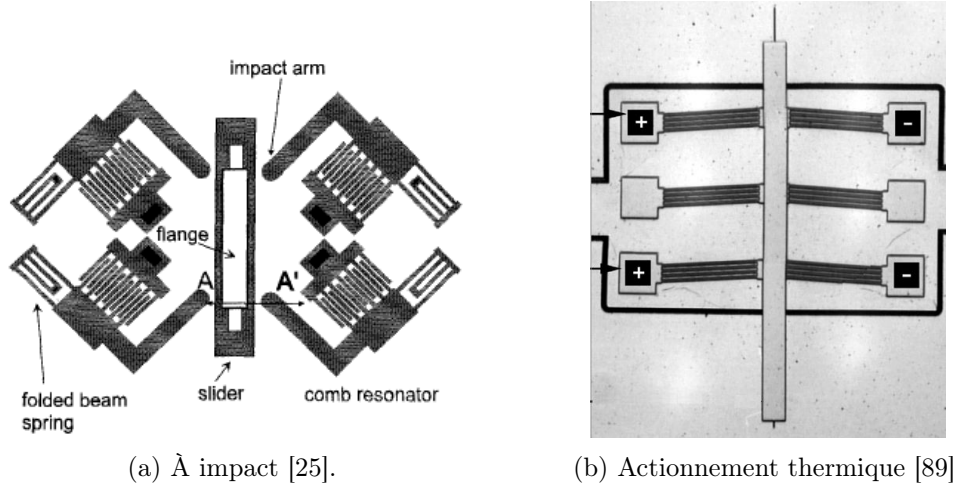 impact arm
flange
A A'
folded beam
spring
slider
comb resonator
+ -
+ -
(a) À impact [25].
(b) Actionnement thermique [89]